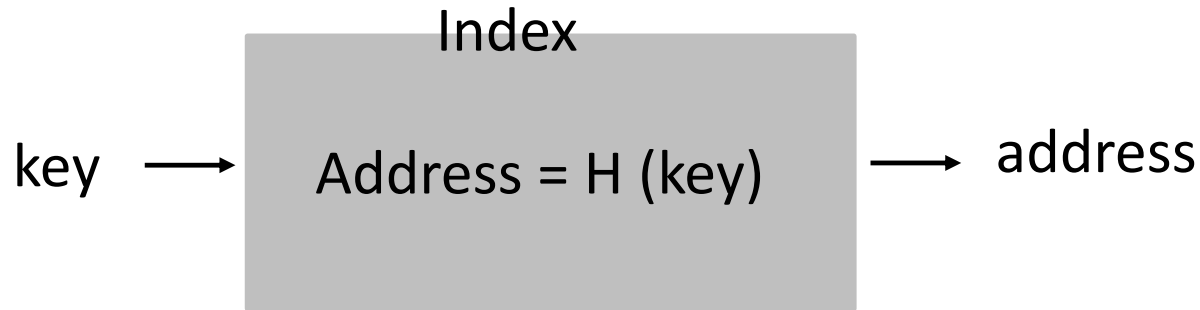 Index
key
Address = H (key)
address